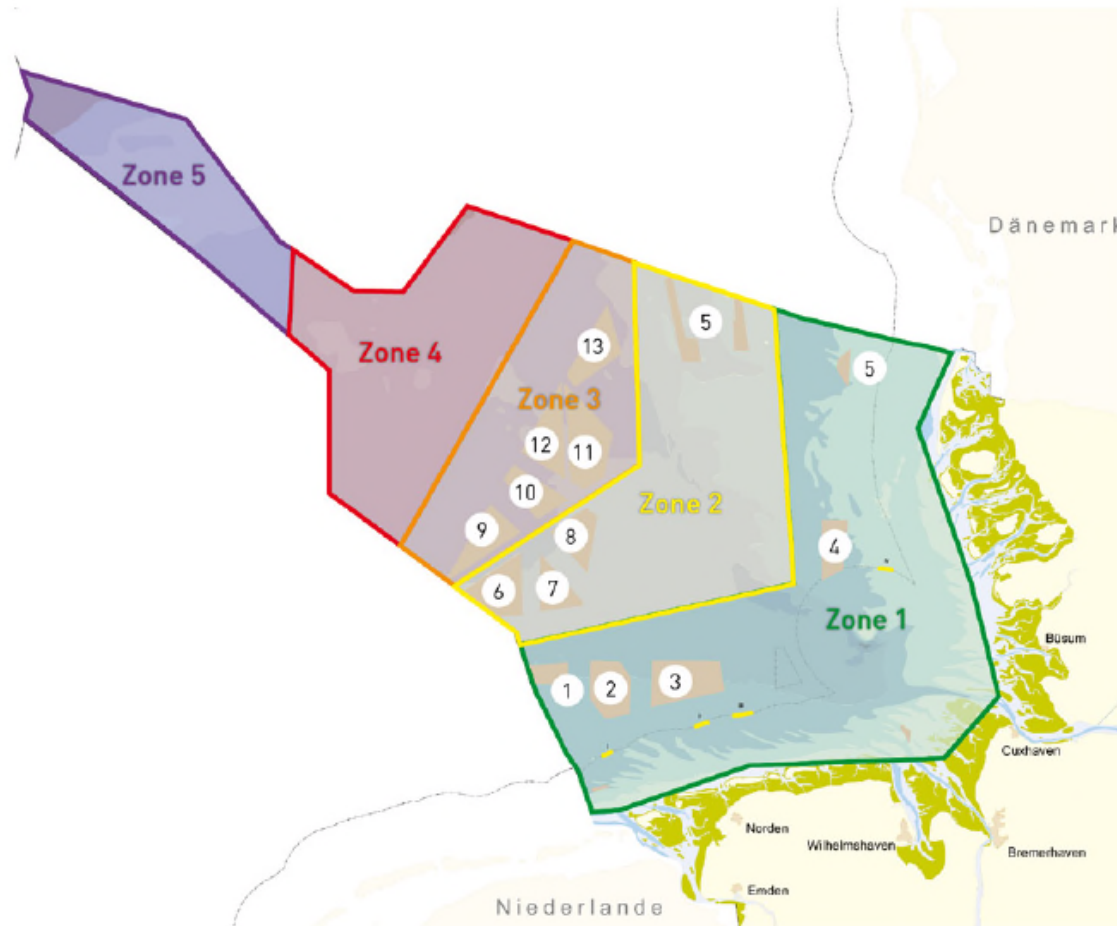 Zone 5
Dänemark
5
13
Zone 4
5
Zone 3
12
11
10
Zone 2
9
8
4
6
7
Zone 1
Büsum
1
2
3
Cuxhaven
Norden
Wilhelmshaven
Bremerhaven
Emden
Niederlande